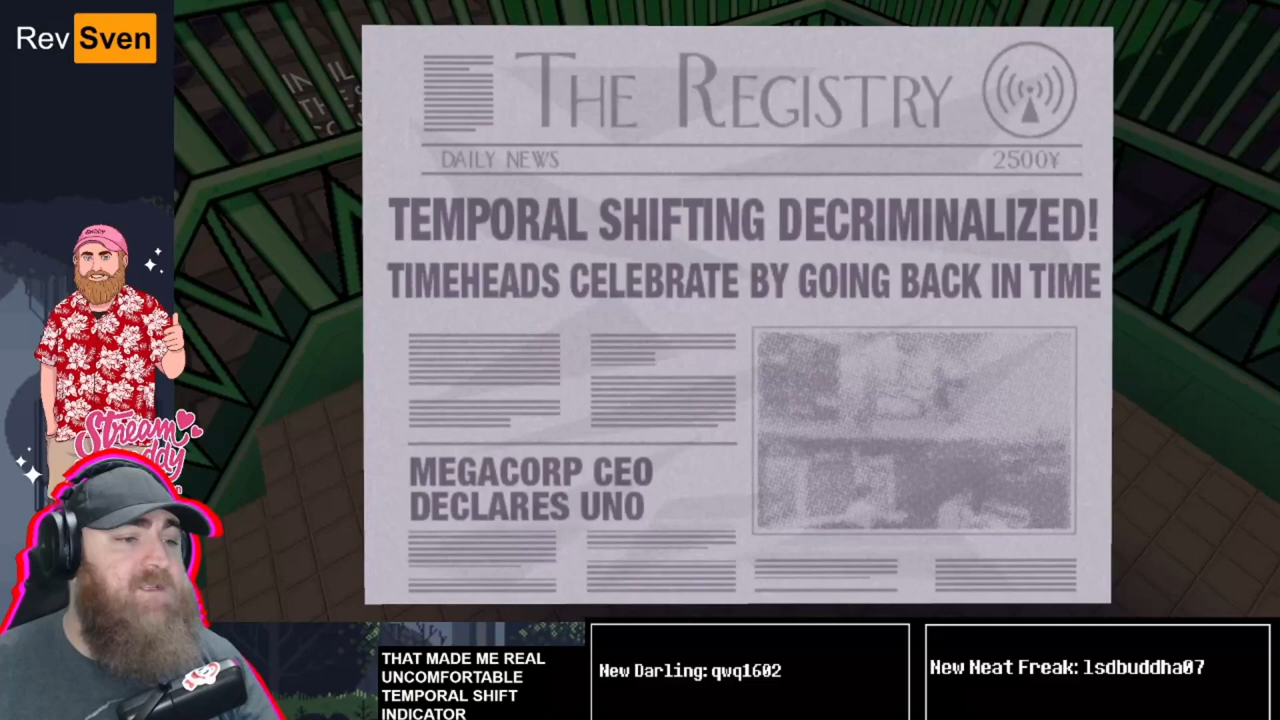 Rev Sven
THE REGISTRY
DAILY NEWS
2500¥
TEMPORAL SHIFTING DECRIMINALIZED!
TIMEHEADS CELEBRATE BY GOING BACK IN TIME
MEGACORP CEO
DECLARES UNO
Stream
THAT MADE ME REAL
UNCOMFORTABLE
TEMPORAL SHIFT
INDICATOR
New Darling: qwq1602
New Neat Freak: lsdbuddha07